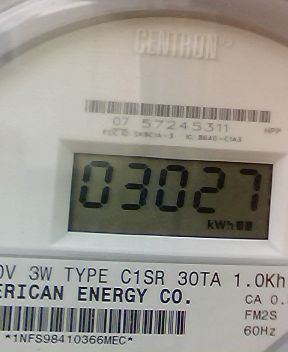 CENTRON
07 57245311 HPP
03027
kWh
0V 3W TYPE C1SR 30TA 1.0Kh
ERICAN ENERGY CO. CA 0.
FM2S
60Hz
*1NFS98410366MEC*